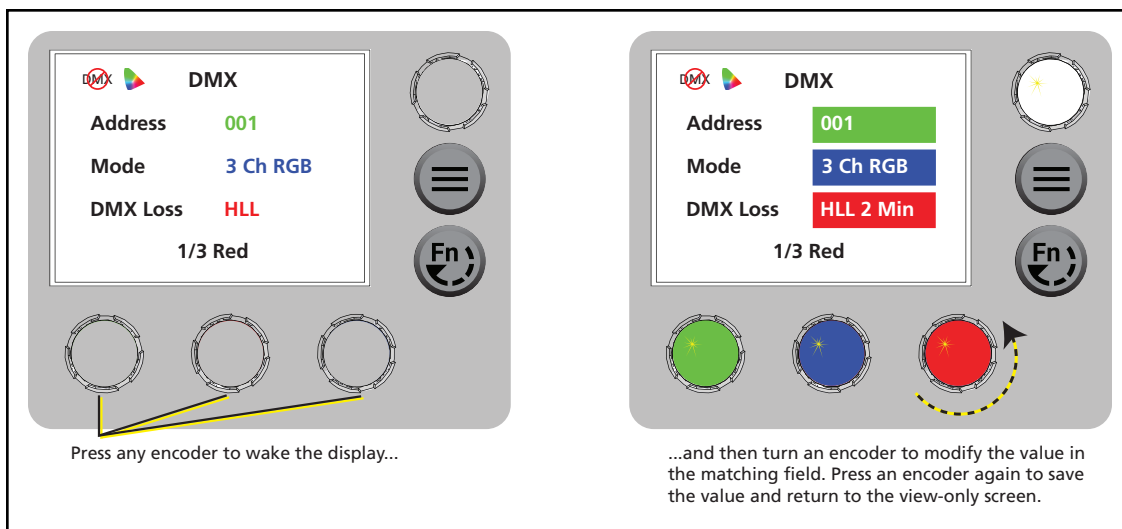 DMX DMX
Address 001
Mode 3 Ch RGB
DMX Loss HLL
1/3 Red
Fn
Press any encoder to wake the display...
DMX DMX
Address 001
Mode 3 Ch RGB
DMX Loss HLL 2 Min
1/3 Red
Fn
...and then turn an encoder to modify the value in
the matching field. Press an encoder again to save
the value and return to the view-only screen.